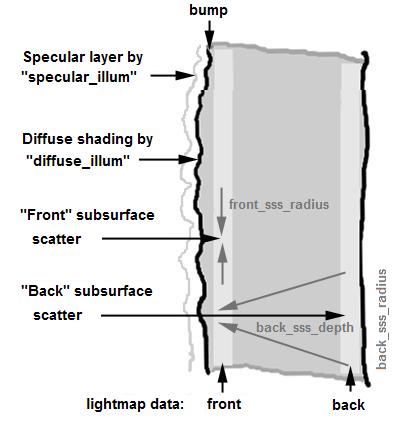 bump
Specular layer by
"specular_illum"
Diffuse shading by
"diffuse_illum"
front_sss_radius
"Front" subsurface
scatter
"Back" subsurface
scatter
back_sss_depth
back_sss_radius
lightmap data: front back